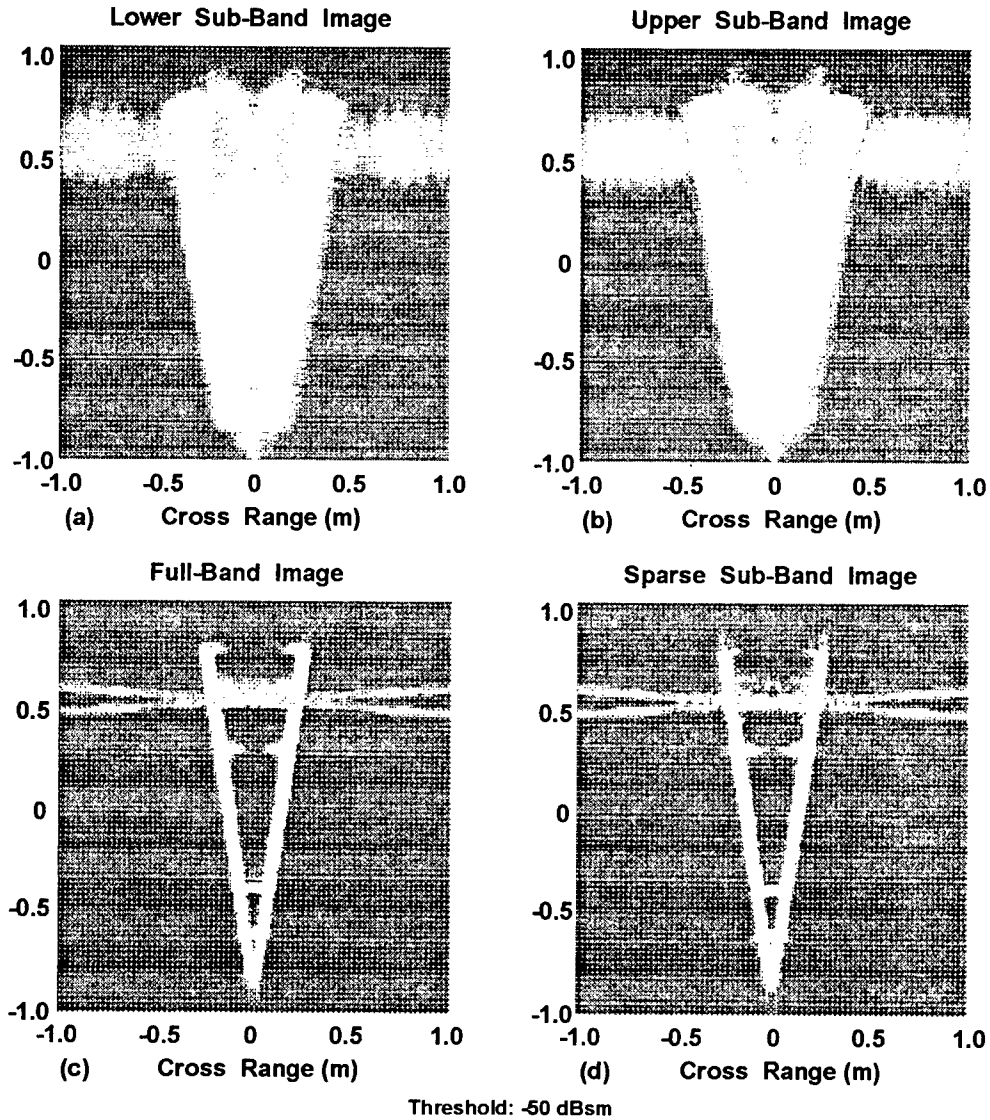 Lower Sub-Band Image
1.0
0.5
0
-0.5
-1.0
-1.0 -0.5 0 0.5 1.0
(a) Cross Range (m)
Upper Sub-Band Image
1.0
0.5
0
-0.5
-1.0
-1.0 -0.5 0 0.5 1.0
(b) Cross Range (m)
Full-Band Image
1.0
0.5
0
-0.5
-1.0
-1.0 -0.5 0 0.5 1.0
(c) Cross Range (m)
Sparse Sub-Band Image
1.0
0.5
0
-0.5
-1.0
-1.0 -0.5 0 0.5 1.0
(d) Cross Range (m)
Threshold: -50 dBsm